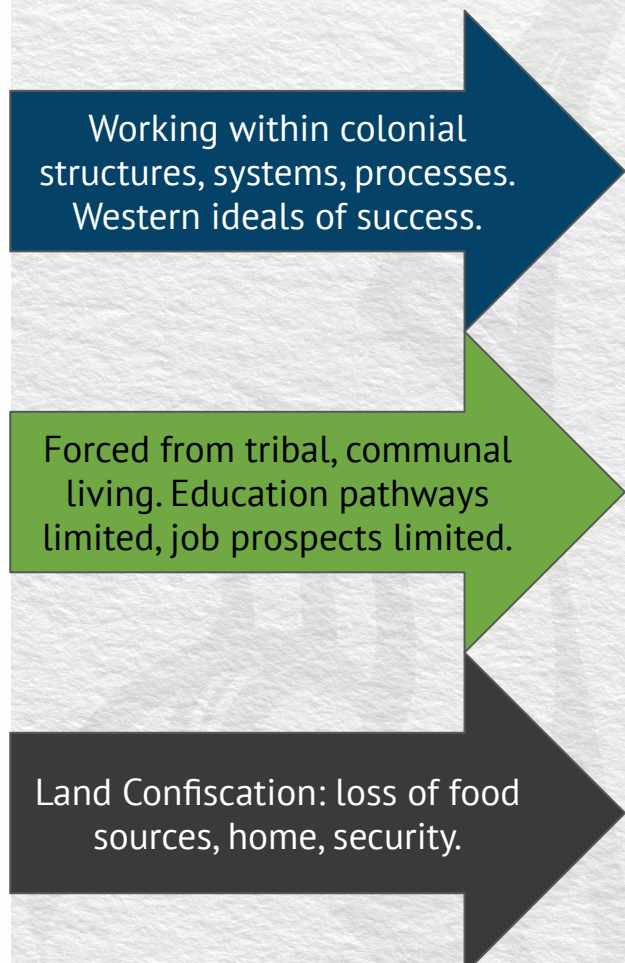 Working within colonial
structures, systems, processes.
Western ideals of success.
Forced from tribal, communal
living. Education pathways
limited, job prospects limited.
Land Confiscation: loss of food
sources, home, security.